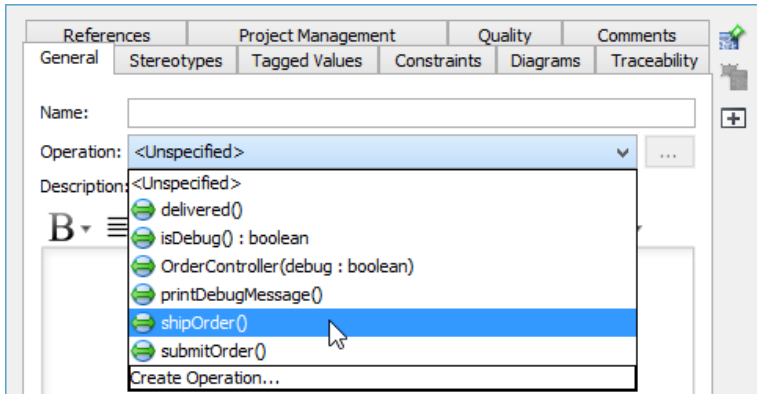 References Project Management Quality Comments
General Stereotypes Tagged Values Constraints Diagrams Traceability
Name:
Operation: <Unspecified> ...
Description:
<Unspecified>
delivered()
B
isDebug() : boolean
OrderController(debug : boolean)
printDebugMessage()
shipOrder()
submitOrder()
Create Operation...